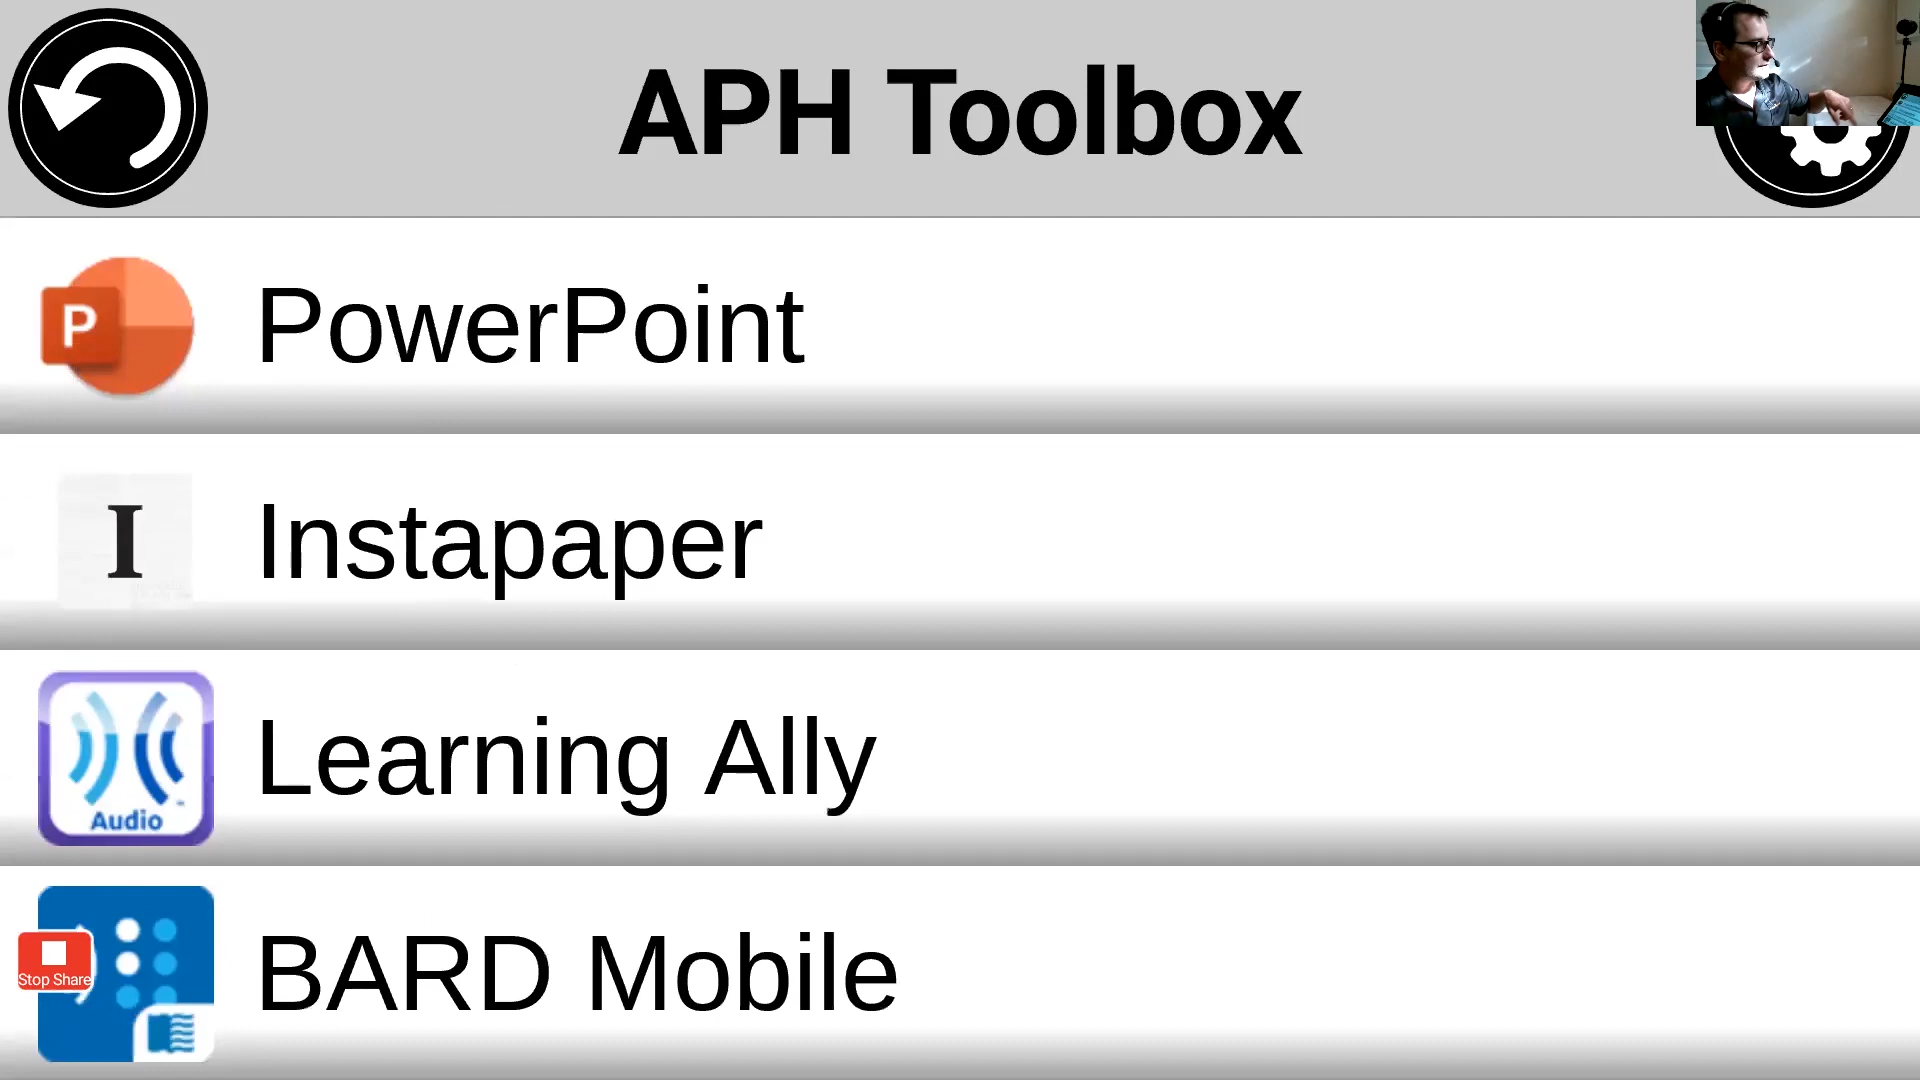 APH Toolbox
P
PowerPoint
I
Instapaper
Audio
Learning Ally
Stop Share
BARD Mobile